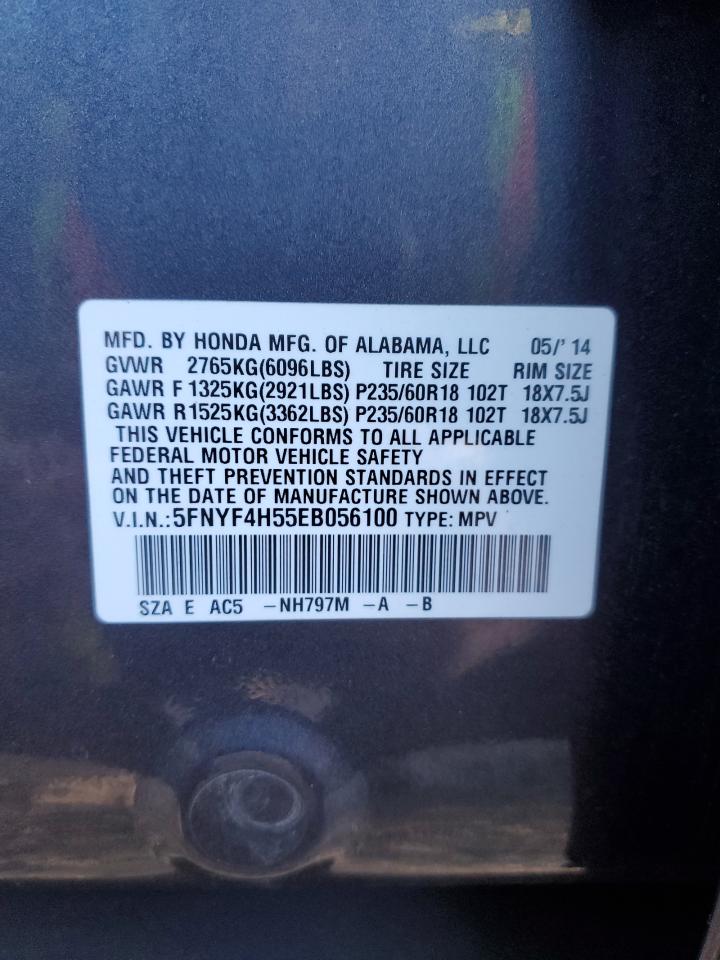 MFD. BY HONDA MFG. OF ALABAMA, LLC 05/' 14
GVWR 2765KG(6096LBS) TIRE SIZE RIM SIZE
GAWR F 1325KG(2921LBS) P235/60R18 102T 18X7.5J
GAWR R1525KG(3362LBS) P235/60R18 102T 18X7.5J
THIS VEHICLE CONFORMS TO ALL APPLICABLE
FEDERAL MOTOR VEHICLE SAFETY
AND THEFT PREVENTION STANDARDS IN EFFECT
ON THE DATE OF MANUFACTURE SHOWN ABOVE.
V.I.N.:5FNYF4H55EB056100 TYPE: MPV
SZA E AC5 -NH797M -A -B